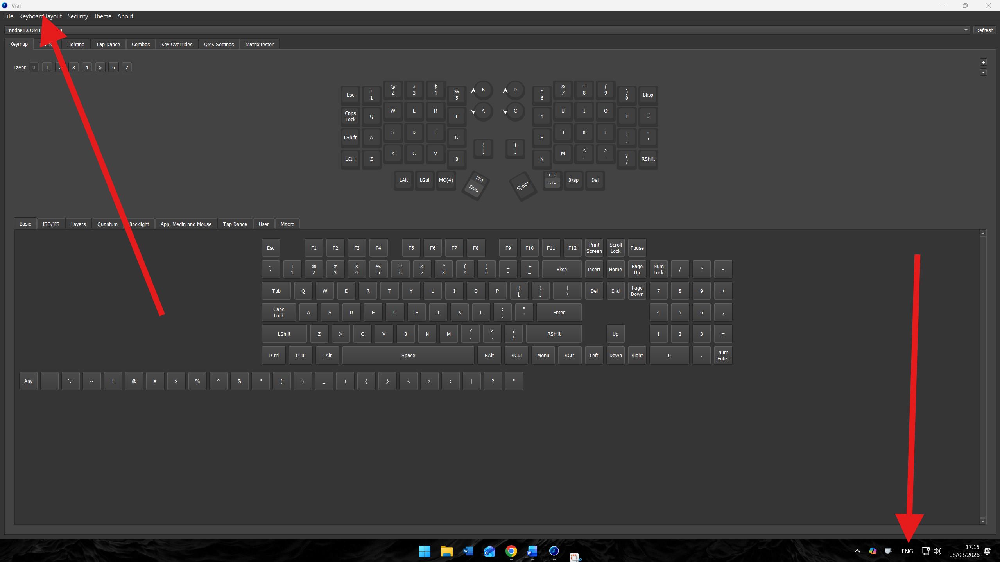 Vial
File Keyboard layout Security Theme About
PandaKB.COM
Refresh
Keymap Lighting Tap Dance Combos Key Overrides QMK Settings Matrix tester
Layer 0 1 2 3 4 5 6 7
+
-
@ # $ B D & * (
2 3 4 7 8 9
Esc ! % ^ ) Bksp
1 5 6 0
W E R A C U I O
Caps Lock Q T Y P ~ `
S D F J K L
LShift A G H : ; " '
{ [ } ]
X C V M < , > .
LCtrl Z B N ? / RShift
LAlt LGui MO(4) LT 4 Space Space LT 2 Enter Bksp Del
Basic ISO/JIS Layers Quantum Backlight App, Media and Mouse Tap Dance User Macro
Esc F1 F2 F3 F4 F5 F6 F7 F8 F9 F10 F11 F12 Print Screen Scroll Lock Pause
~ ` ! 1 @ 2 # 3 $ 4 % 5 ^ 6 & 7 * 8 ( 9 ) 0 _ - + = Bksp Insert Home Page Up Num Lock / * -
Tab Q W E R T Y U I O P { [ } ] | \ Del End Page Down 7 8 9 +
Caps Lock A S D F G H J K L : ; " ' Enter 4 5 6 ,
LShift Z X C V B N M < , > . ? / RShift Up 1 2 3 =
LCtrl LGui LAlt Space RAlt RGui Menu RCtrl Left Down Right 0 . Num Enter
Any ~ ! @ # $ % ^ & * ( ) _ + { } < > : | ? "
ENG
17:15
08/03/2026